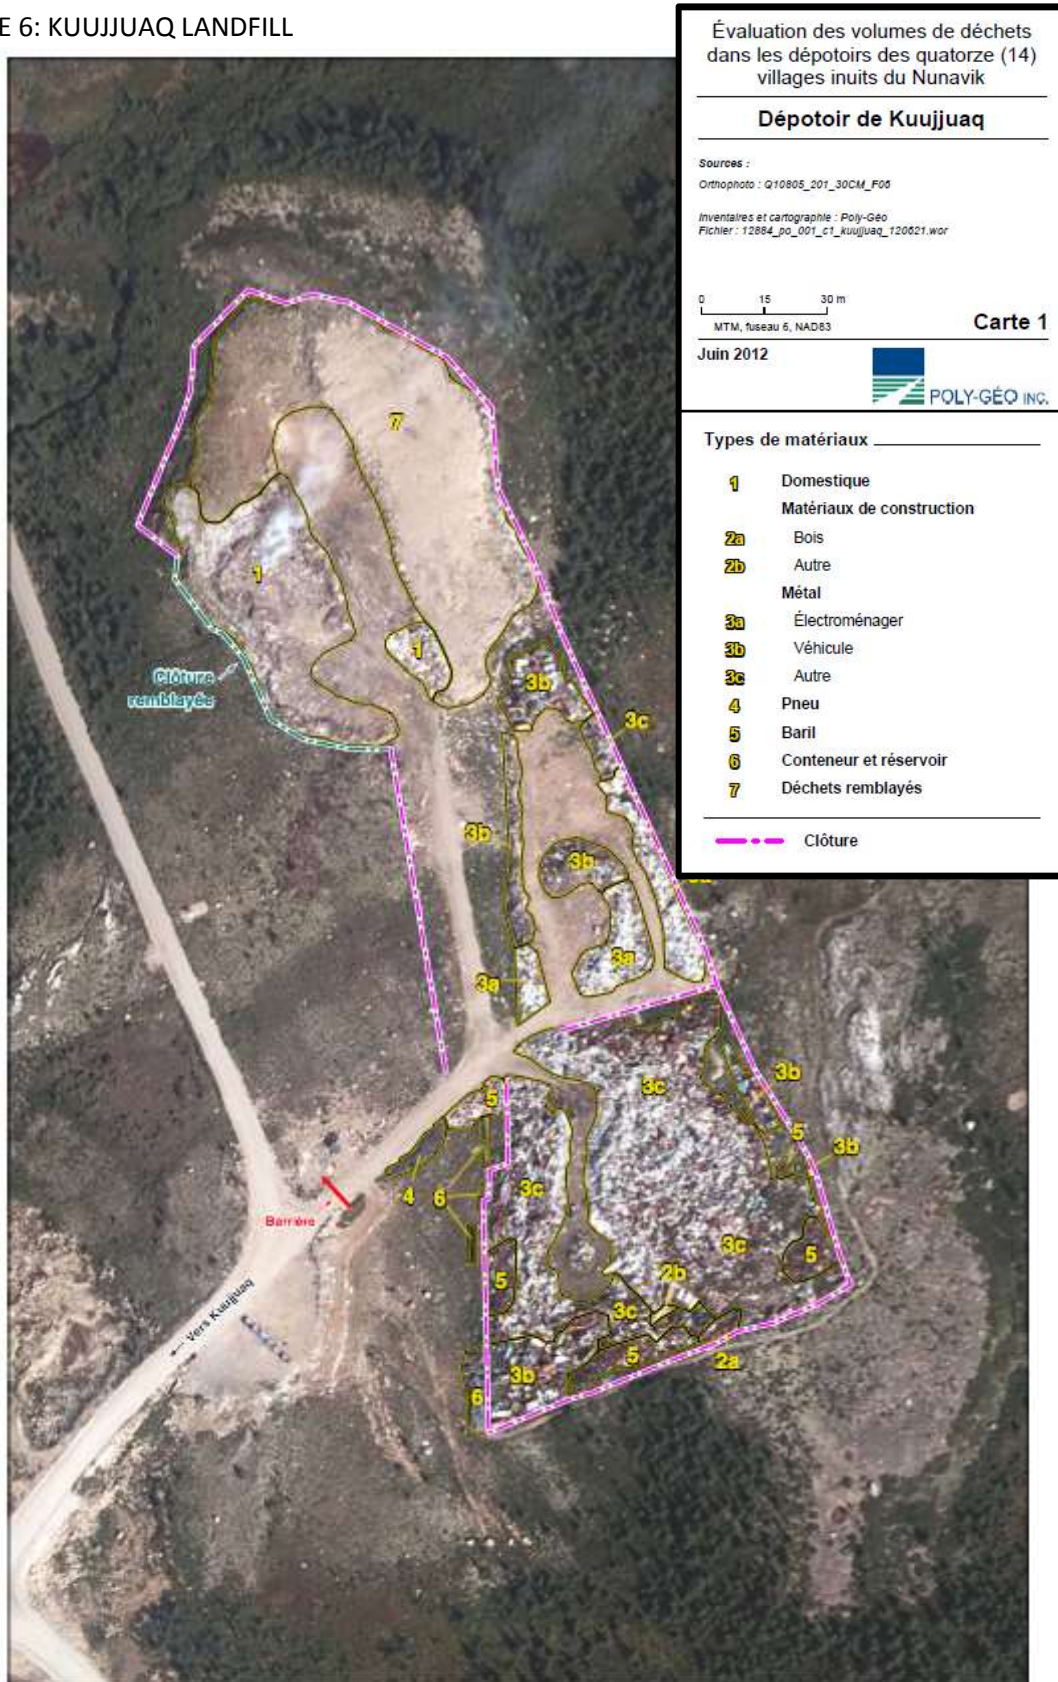 E 6: KUUJJUAQ LANDFILL
Évaluation des volumes de déchets
dans les dépotoirs des quatorze (14)
villages inuits du Nunavik
Dépotoir de Kuujjuaq
Sources :
Orthophoto : Q10805_201_30CM_F06
Inventaires et cartographie : Poly-Géo
Fichier : 12884_po_001_c1_kuujjuaq_120621.wor
0 15 30 m
MTM, fuseau 6, NAD83
Carte 1
Juin 2012
POLY-GÉO INC.
Types de matériaux
1 Domestique
Matériaux de construction
2a Bois
2b Autre
Métal
3a Électroménager
3b Véhicule
3c Autre
4 Pneu
5 Baril
6 Conteneur et réservoir
7 Déchets remblayés
Clôture
7
1
1
Clôture
remblayée
3b
3c
3b
3b
3a
3a
3c
3b
5
5
3b
4
6
3c
Barrière
3c
5
5
2b
Vers Kuujjuaq
3c
5
2a
3b
6